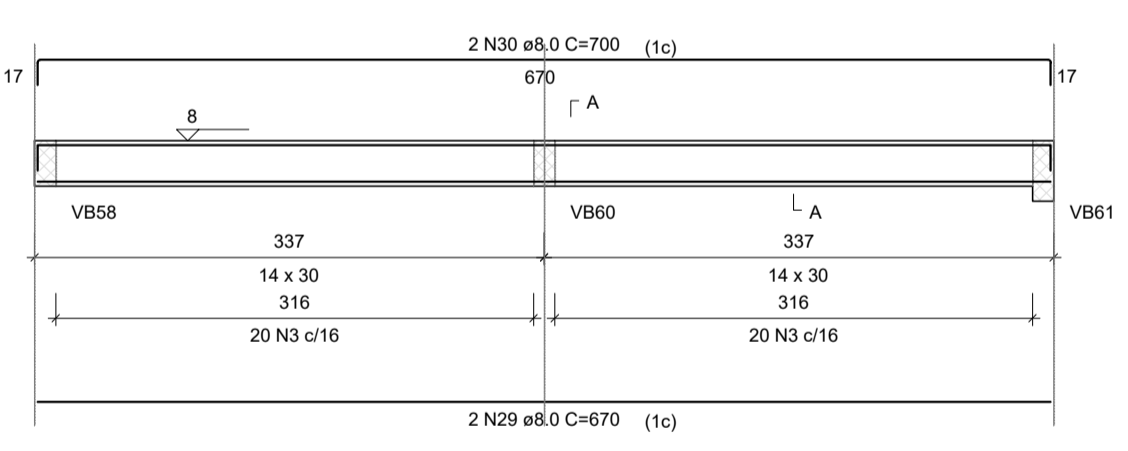 2 N30 ø8.0 C=700 (1c)
17 670 17
A
8
VB58 VB60 A VB61
337 337
14 x 30 14 x 30
316 316
20 N3 c/16 20 N3 c/16
2 N29 ø8.0 C=670 (1c)